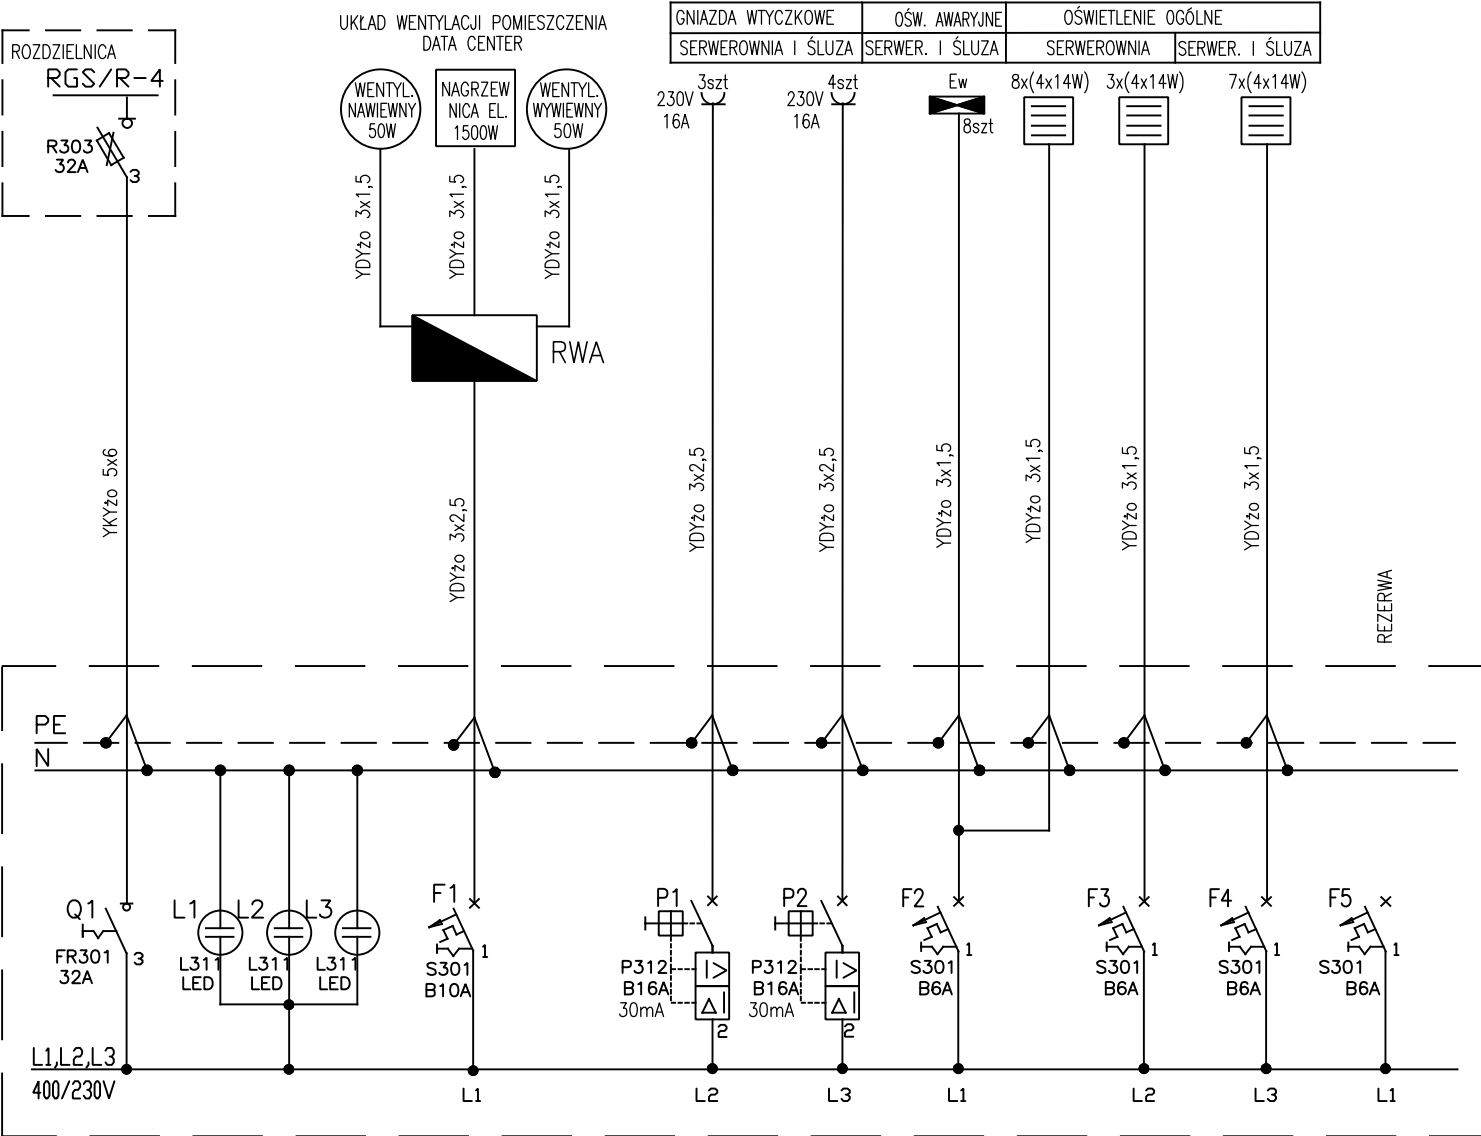 ROZDZIELNICA
RGS/R-4
R303
32A
3
UKŁAD WENTYLACJI POMIESZCZENIA
DATA CENTER
WENTYL.
NAWIEWNY
50W
NAGRZEW
NICA EL.
1500W
WENTYL.
WYWIEWNY
50W
GNIAZDA WTYCZKOWE
OŚW. AWARYJNE
OŚWIETLENIE OGÓLNE
SERWEROWNIA I ŚLUZA
SERWER. I ŚLUZA
SERWEROWNIA
SERWER. I ŚLUZA
3szt
230V
16A
4szt
230V
16A
Ew
8szt
8x(4x14W)
3x(4x14W)
7x(4x14W)
YDYżo 3x1,5
YDYżo 3x1,5
YDYżo 3x1,5
RWA
YKYżo 5x6
YDYżo 3x2,5
YDYżo 3x2,5
YDYżo 3x2,5
YDYżo 3x1,5
YDYżo 3x1,5
YDYżo 3x1,5
YDYżo 3x1,5
REZERWA
PE
N
Q1
FR301
32A
3
L1
L2
L3
L311
LED
L311
LED
L311
LED
F1
1
S301
B10A
P1
P312
B16A
30mA
2
P2
P312
B16A
30mA
2
F2
1
S301
B6A
F3
1
S301
B6A
F4
1
S301
B6A
F5
1
S301
B6A
L1,L2,L3
400/230V
L1
L2
L3
L1
L2
L3
L1